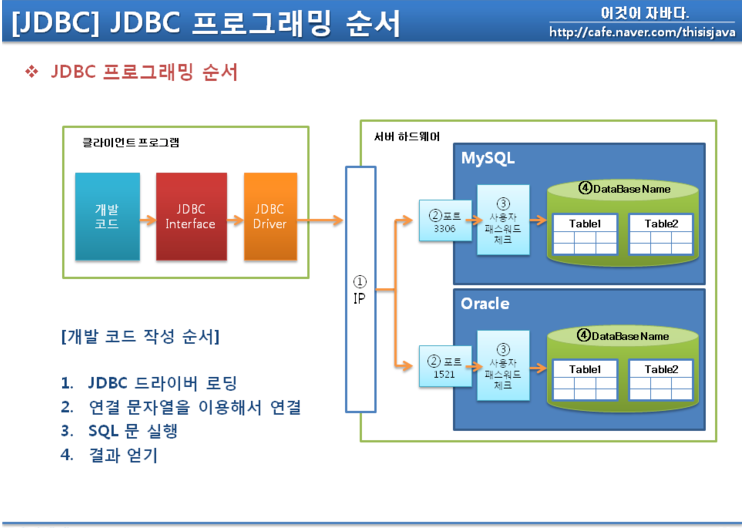 [JDBC] JDBC 프로그래밍 순서
이것이 자바다.
http://cafe.naver.com/thisisjava
❖ JDBC 프로그래밍 순서
클라이언트 프로그램
개발
코드
JDBC
Interface
JDBC
Driver
서버 하드웨어
① 
IP
MySQL
② 포트
3306
③
사용자
패스워드
체크
④DataBase Name
Table1
Table2
Oracle
② 포트
1521
③
사용자
패스워드
체크
④DataBase Name
Table1
Table2
[개발 코드 작성 순서]
1. JDBC 드라이버 로딩
2. 연결 문자열을 이용해서 연결
3. SQL 문 실행
4. 결과 얻기